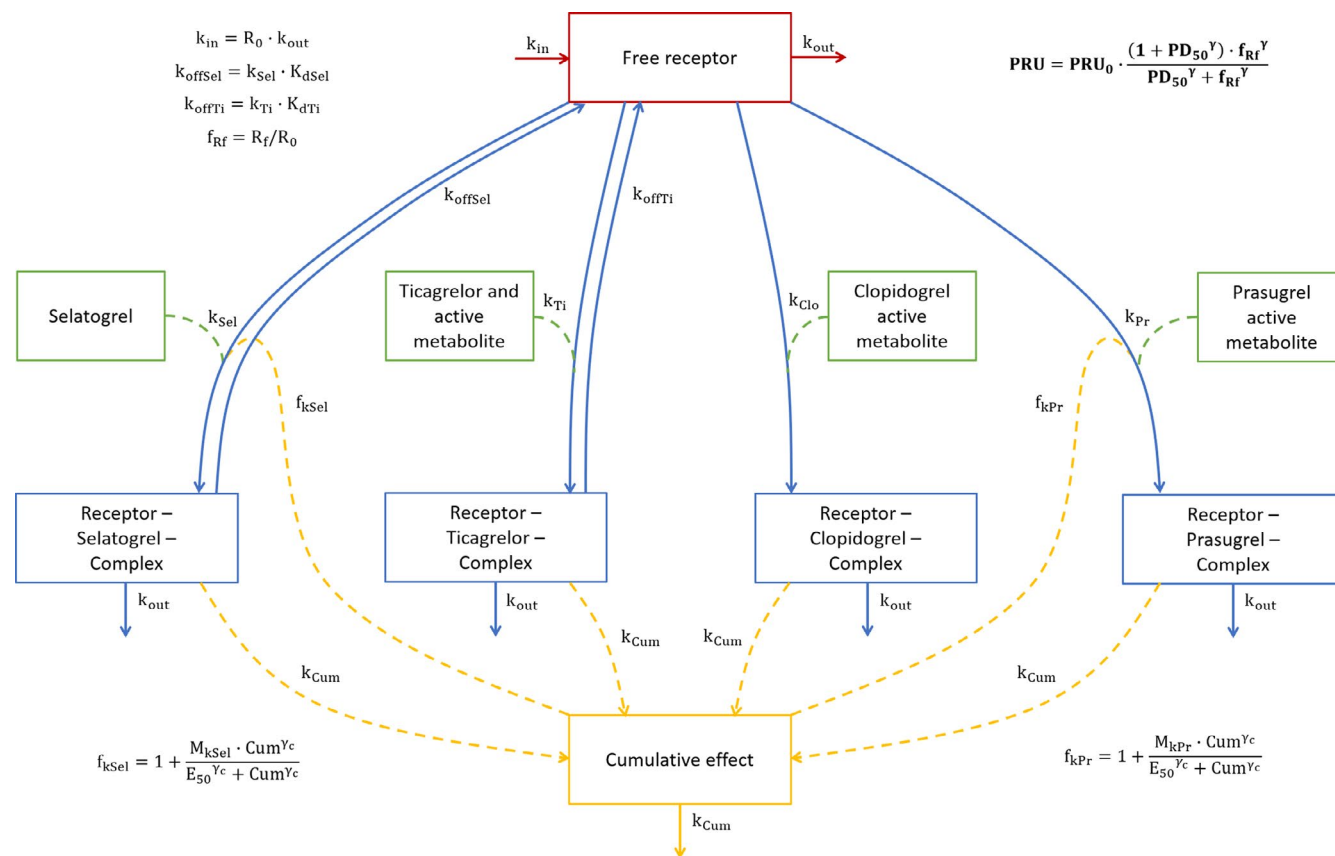 k_in = R_0 · k_out
k_offSel = k_Sel · K_dSel
k_offTi = k_Ti · K_dTi
f_Rf = R_f/R_0
k_in
Free receptor
k_out
PRU = PRU_0 · (1 + PD_50^γ) · f_Rf^γ / PD_50^γ + f_Rf^γ
k_offSel
k_offTi
Selatogrel
k_Sel
Ticagrelor and
active
metabolite
k_Ti
k_Clo
Clopidogrel
active
metabolite
k_Pr
Prasugrel
active
metabolite
f_kSel
f_kPr
Receptor –
Selatogrel –
Complex
Receptor –
Ticagrelor –
Complex
Receptor –
Clopidogrel –
Complex
Receptor –
Prasugrel –
Complex
k_out
k_out
k_out
k_out
k_Cum
k_Cum
k_Cum
k_Cum
f_kSel = 1 + M_kSel · Cum^γc / E_50^γc + Cum^γc
Cumulative effect
f_kPr = 1 + M_kPr · Cum^γc / E_50^γc + Cum^γc
k_Cum